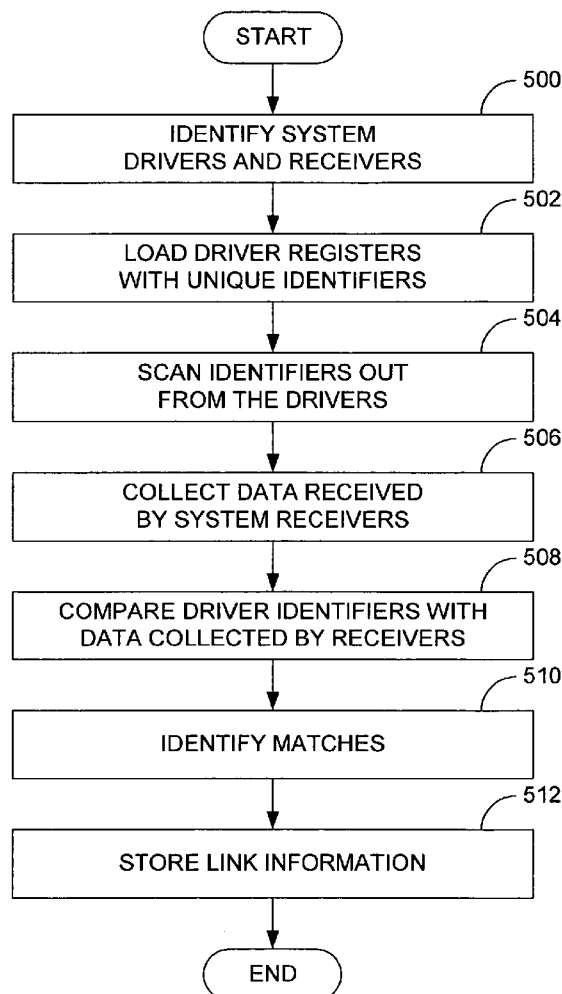 START
500
IDENTIFY SYSTEM
DRIVERS AND RECEIVERS
502
LOAD DRIVER REGISTERS
WITH UNIQUE IDENTIFIERS
504
SCAN IDENTIFIERS OUT
FROM THE DRIVERS
506
COLLECT DATA RECEIVED
BY SYSTEM RECEIVERS
508
COMPARE DRIVER IDENTIFIERS WITH
DATA COLLECTED BY RECEIVERS
510
IDENTIFY MATCHES
512
STORE LINK INFORMATION
END